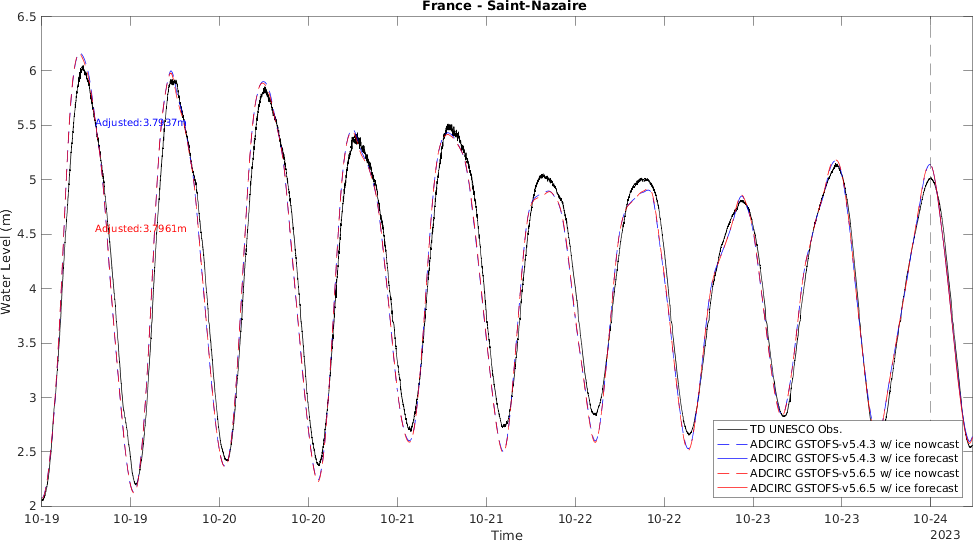 France - Saint-Nazaire
6.5
6
5.5
5
4.5
4
3.5
3
2.5
2
Water Level (m)
Adjusted:3.7937m
Adjusted:3.7961m
TD UNESCO Obs.
ADCIRC GSTOFS-v5.4.3 w/ ice nowcast
ADCIRC GSTOFS-v5.4.3 w/ ice forecast
ADCIRC GSTOFS-v5.6.5 w/ ice nowcast
ADCIRC GSTOFS-v5.6.5 w/ ice forecast
10-19 10-19 10-20 10-20 10-21 10-21 10-22 10-22 10-23 10-23 10-24
Time
2023